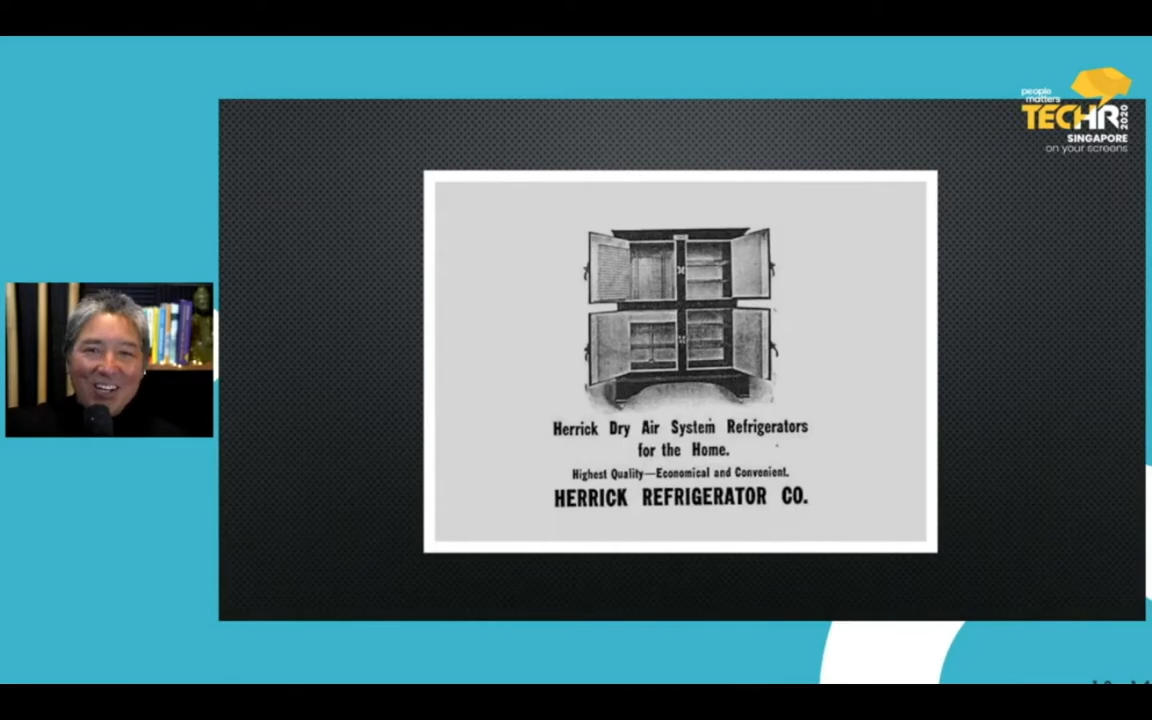 people
matters
TECHR 2020
SINGAPORE
on your screens
Herrick Dry Air System Refrigerators
for the Home.
Highest Quality—Economical and Convenient.
HERRICK REFRIGERATOR CO.